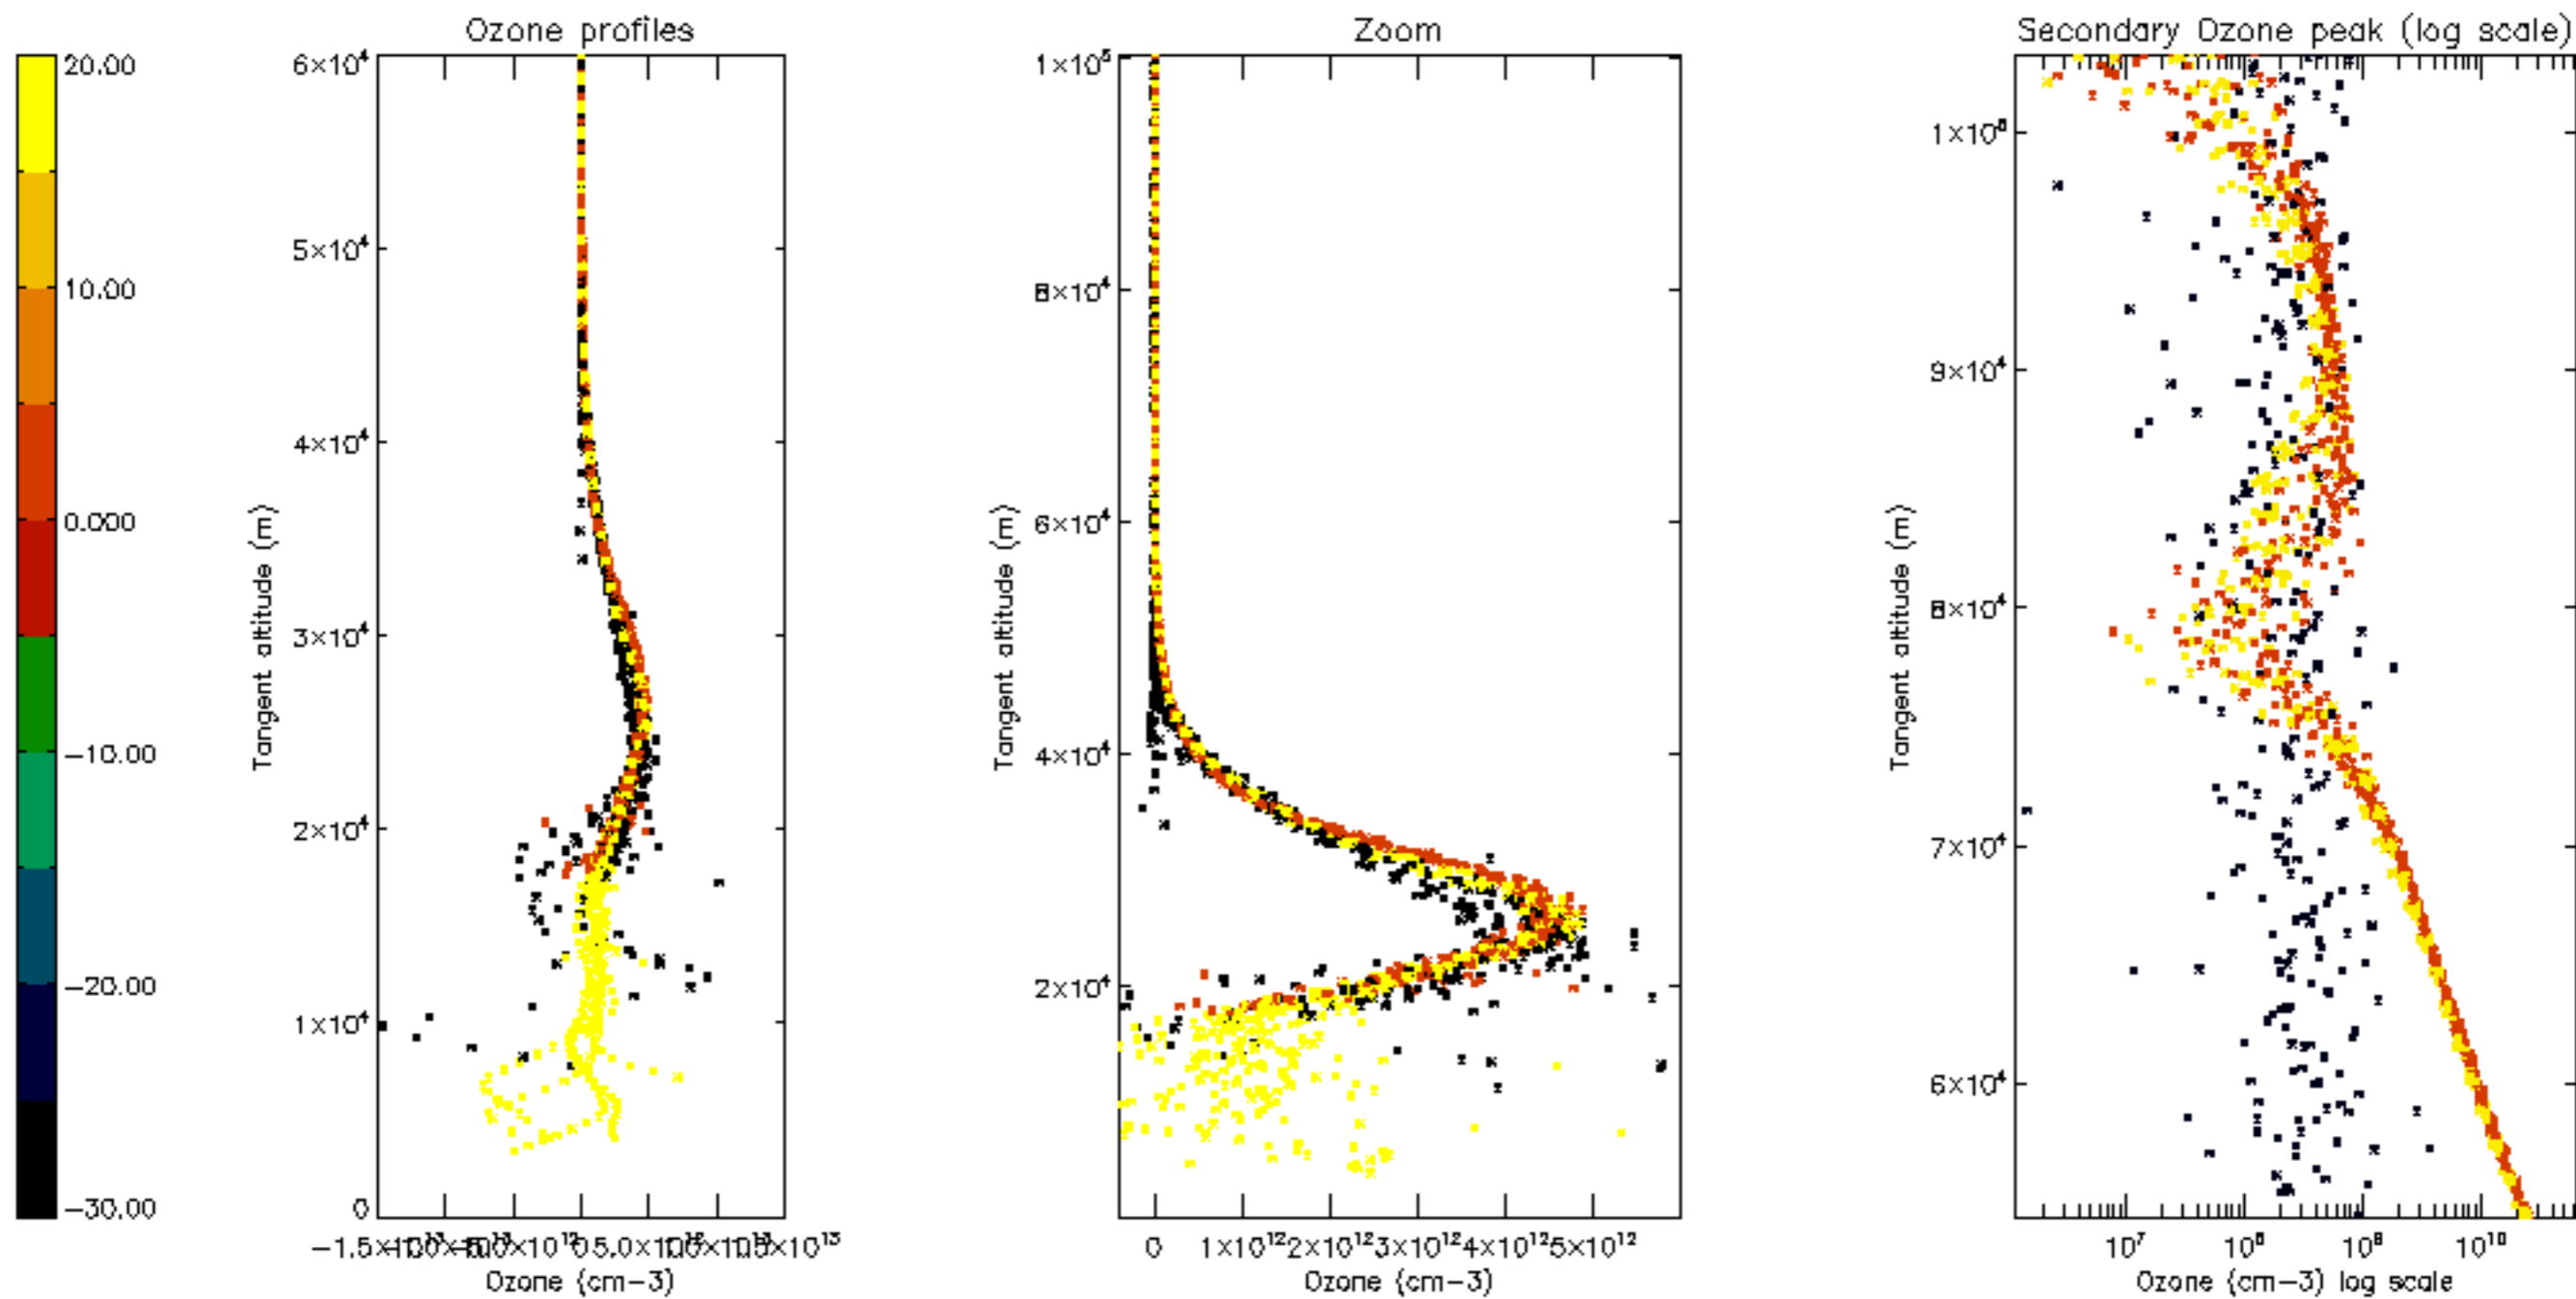 Ozone profiles
Zoom
Secondary Ozone peak (log scale)
20.00
10.00
0.000
−10.00
−20.00
−30.00
6×10⁴
5×10⁴
4×10⁴
3×10⁴
2×10⁴
1×10⁴
0
Tangent altitude (m)
Ozone (cm−3)
1×10⁵
8×10⁴
6×10⁴
4×10⁴
2×10⁴
Tangent altitude (m)
0 1×10¹² 2×10¹² 3×10¹² 4×10¹² 5×10¹²
Ozone (cm−3)
9×10⁴
8×10⁴
7×10⁴
6×10⁴
Tangent altitude (m)
10⁷ 10⁸ 10⁹ 10¹⁰
Ozone (cm−3) log scale